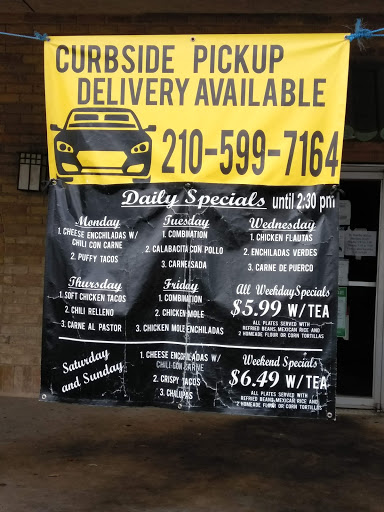 CURBSIDE PICKUP
DELIVERY AVAILABLE
210-599-7164
Daily Specials until 2:30 pm
Monday
1. CHEESE ENCCHILADAS W/
CHILI CON CARNE
2. PUFFY TACOS
Tuesday
1. COMBINATION
2. CALABACITA CON POLLO
3. CARNE ASADA
Wednesday
1. CHICKEN FLAUTAS
2. ENCHILADAS VERDES
3. CARNE DE PUERCO
Thursday
1. SOFT CHICKEN TACOS
2. CHILI RELLENO
3. CARNE AL PASTOR
Friday
1. COMBINATION
2. CHICKEN MOLE
3. CHICKEN MOLE ENCHILADAS
All Weekday Specials
$5.99 W/TEA
ALL PLATES SERVED WITH
REFRIED BEANS, MEXICAN RICE AND
2 HOMEADE FLOUR OR CORN TORTILLAS
Saturday
and Sunday
1. CHEESE ENCHILADAS W/
CHILI CON CARNE
2. CRISPY TACOS
3. CHALUPAS
Weekend Specials
$6.49 W/TEA
ALL PLATES SERVED WITH
REFRIED BEANS, MEXICAN RICE AND
2 HOMEADE FLOUR OR CORN TORTILLAS